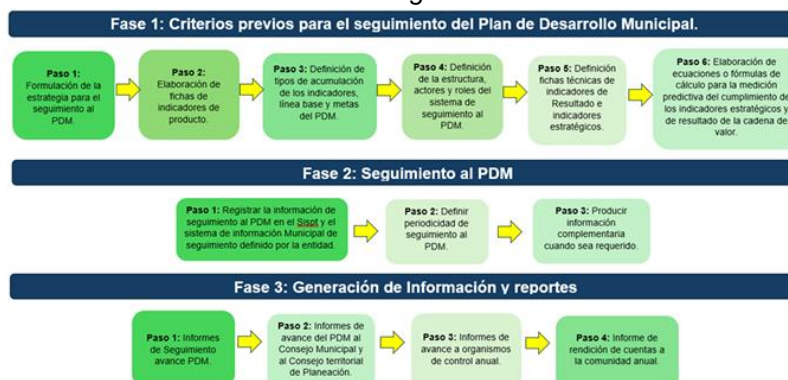 Fase 1: Criterios previos para el seguimiento del Plan de Desarrollo Municipal.
Paso 1:
Formulación de la
estrategia para el
seguimiento al
PDM.
Paso 2:
Elaboración de
fichas de
indicadores de
producto.
Paso 3: Definición de
tipos de acumulación
de los indicadores,
línea base y metas
del PDM.
Paso 4: Definición
de la estructura,
actores y roles del
sistema de
seguimiento al
PDM.
Paso 5: Definición
fichas técnicas de
indicadores de
Resultado e
indicadores
estratégicos.
Paso 6: Elaboración de
ecuaciones o fórmulas de
cálculo para la medición
predictiva del cumplimiento de
los indicadores estratégicos y
de resultado de la cadena de
valor.
Fase 2: Seguimiento al PDM
Paso 1: Registrar la información de
seguimiento al PDM en el Sispt y el
sistema de información Municipal de
seguimiento definido por la entidad.
Paso 2: Definir
periodicidad de
seguimiento al
PDM.
Paso 3: Producir
información
complementaria
cuando sea requerido.
Fase 3: Generación de Información y reportes
Paso 1: Informes
de Seguimiento
avance PDM.
Paso 2: Informes de
avance del PDM al
Consejo Municipal y
al Consejo territorial
de Planeación.
Paso 3: Informes de
avance a organismos
de control anual.
Paso 4: Informe de
rendición de cuentas a
la comunidad anual.